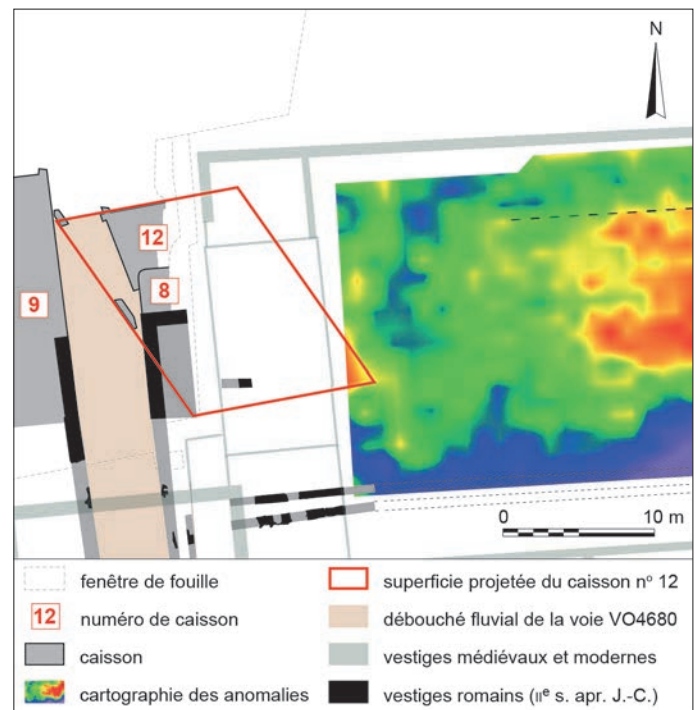 N
12
8
9
0 10 m
fenêtre de fouille
superficie projetée du caisson nº 12
12 numéro de caisson
débouché fluvial de la voie VO4680
caisson
vestiges médiévaux et modernes
cartographie des anomalies
vestiges romains (IIᵉ s. apr. J.-C.)